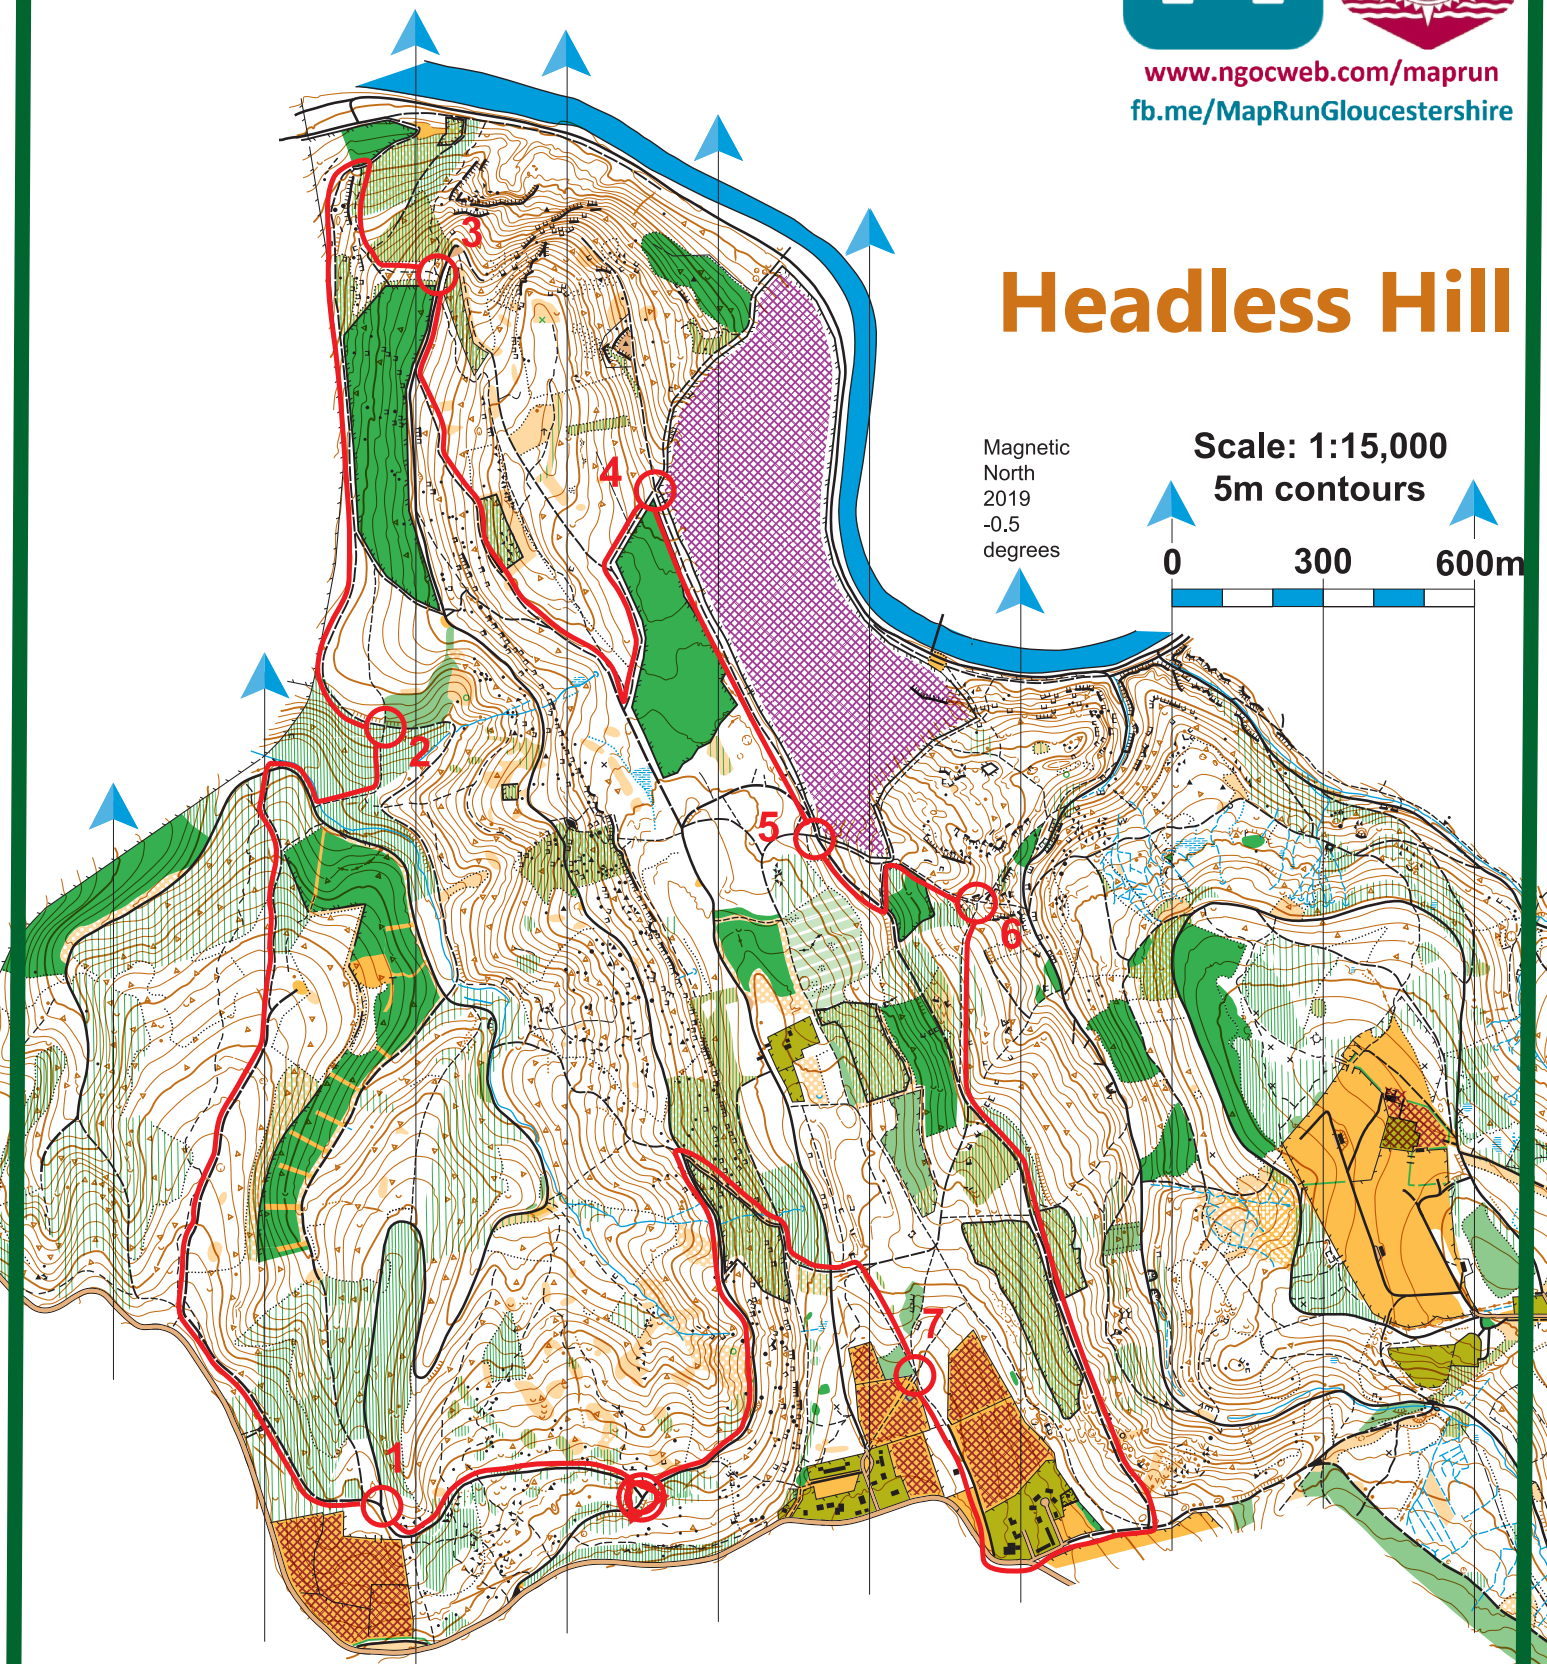 www.ngocweb.com/maprun
fb.me/MapRunGloucestershire
Headless Hill
Magnetic
North
2019
-0.5
degrees
Scale: 1:15,000
5m contours
0 300 600m
3
4
2
5
6
7
1